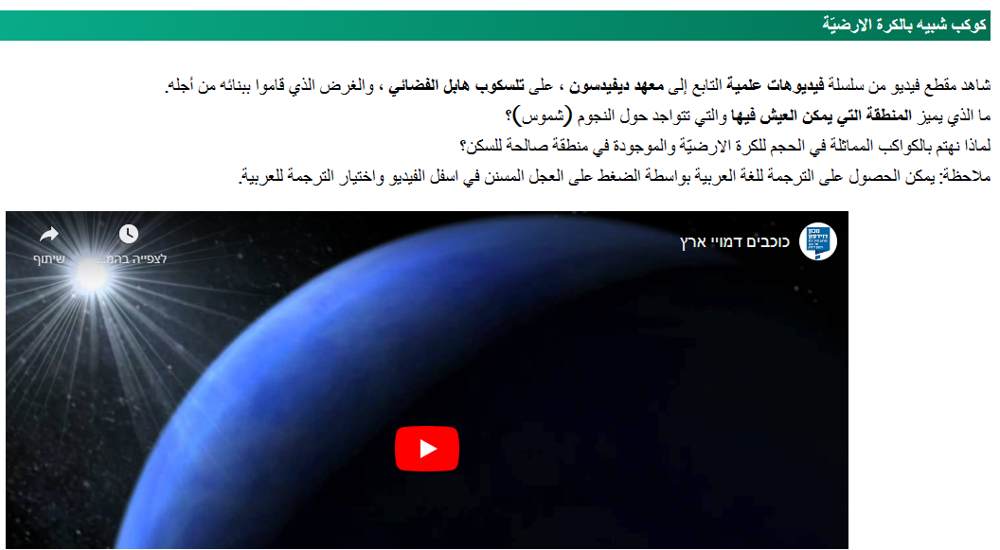 كوكب شبيه بالكرة الارضيّة
شاهد مقطع فيديو من سلسلة فيديوهات علمية التابع إلى معهد ديفيدسون ، على تلسكوب هابل الفضائي ، والغرض الذي قاموا ببنائه من أجله.
ما الذي يميز المنطقة التي يمكن العيش فيها والتي تتواجد حول النجوم (شموس)؟
لماذا نهتم بالكواكب المماثلة في الحجم للكرة الارضيّة والموجودة في منطقة صالحة للسكن؟
ملاحظة: يمكن الحصول على الترجمة للغة العربية بواسطة الضغط على العجل المسنن في اسفل الفيديو واختيار الترجمة للعربية.
כוכבים דמויי ארץ
לצפייה בהמ...
שיתוף
מכון
דוידסון